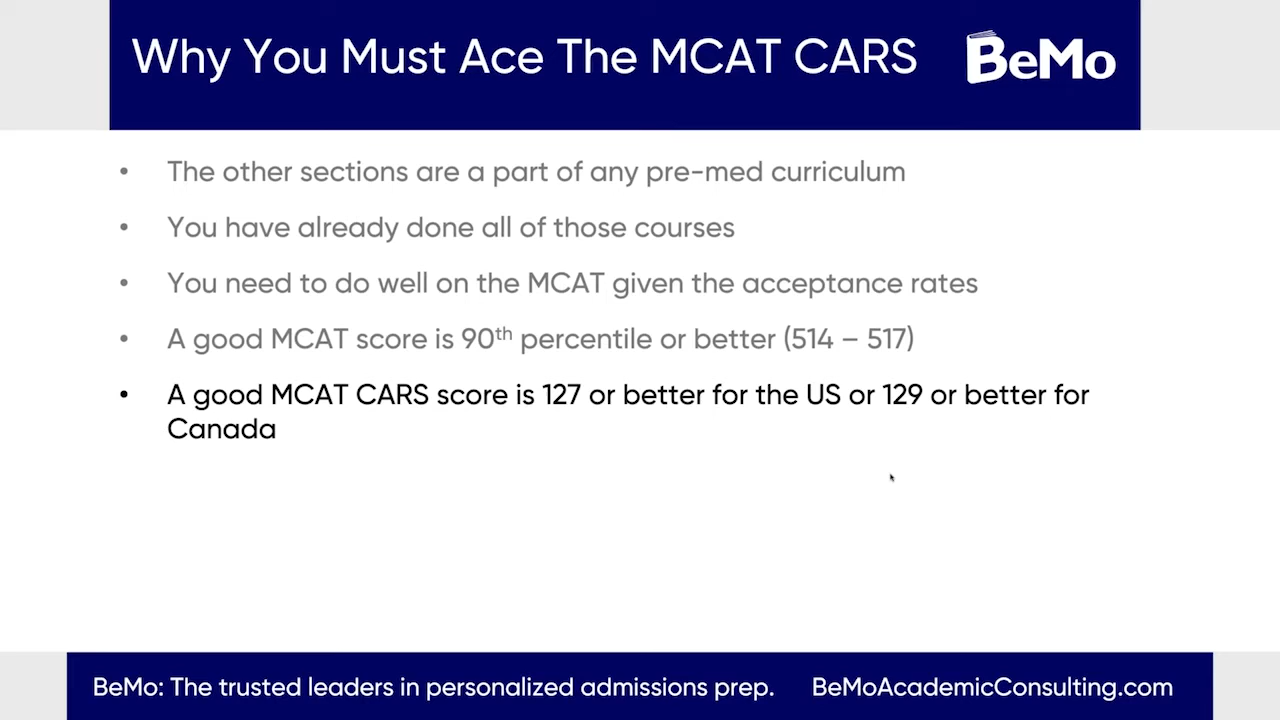 Why You Must Ace The MCAT CARS
BeMo
• The other sections are a part of any pre-med curriculum
• You have already done all of those courses
• You need to do well on the MCAT given the acceptance rates
• A good MCAT score is 90th percentile or better (514 – 517)
• A good MCAT CARS score is 127 or better for the US or 129 or better for
Canada
BeMo: The trusted leaders in personalized admissions prep. BeMoAcademicConsulting.com